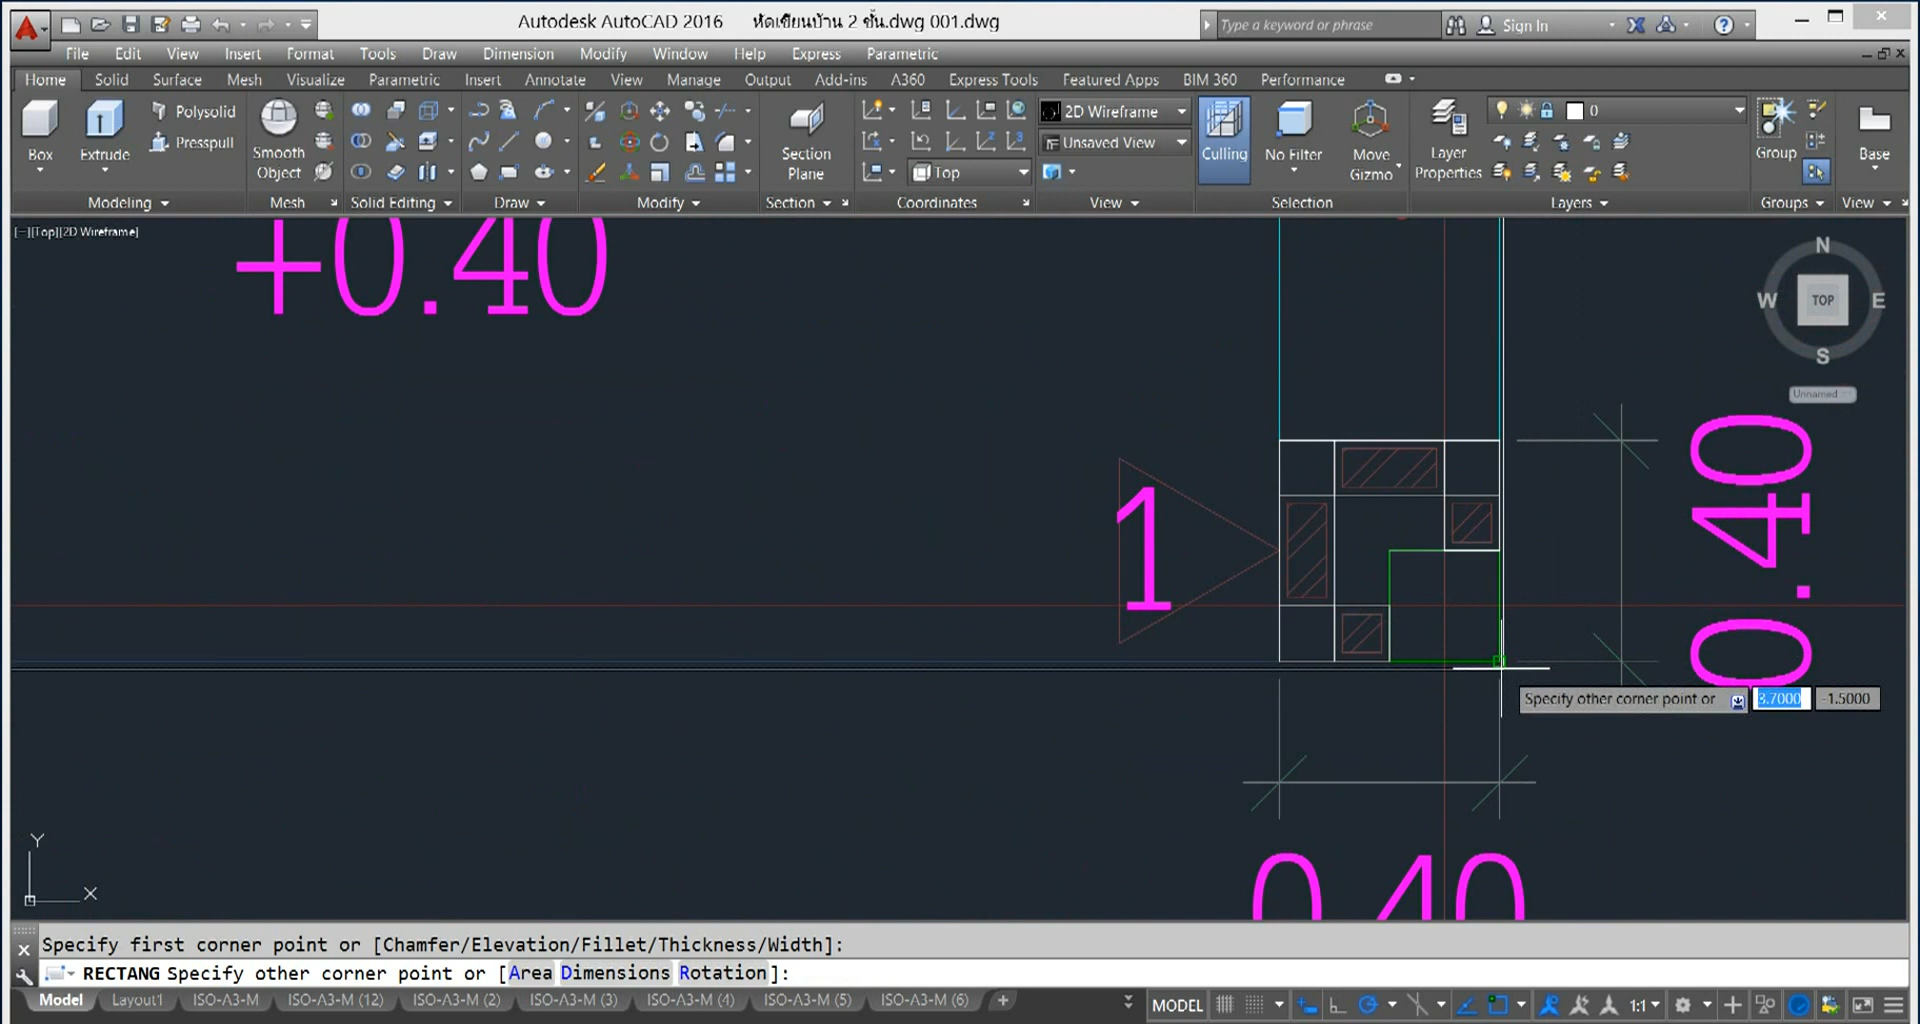 Autodesk AutoCAD 2016 หัดเขียนบ้าน 2 ชั้น.dwg 001.dwg
Type a keyword or phrase
Sign In
File Edit View Insert Format Tools Draw Dimension Modify Window Help Express Parametric
Home Solid Surface Mesh Visualize Parametric Insert Annotate View Manage Output Add-ins A360 Express Tools Featured Apps BIM 360 Performance
Box
Extrude
Polysolid
Presspull
Smooth
Object
Section
Plane
Top
2D Wireframe
Unsaved View
Culling
No Filter
Move
Gizmo
Layer
Properties
0
Group
Base
Modeling Mesh Solid Editing Draw Modify Section Coordinates View Selection Layers Groups View
[−][Top][2D Wireframe]
+0.40
N
W TOP E
S
Unnamed
1
0.40
Specify other corner point or 3.7000 -1.5000
0.40
Y
X
Specify first corner point or [Chamfer/Elevation/Fillet/Thickness/Width]:
RECTANG Specify other corner point or [Area Dimensions Rotation]:
Model Layout1 ISO-A3-M ISO-A3-M (12) ISO-A3-M (2) ISO-A3-M (3) ISO-A3-M (4) ISO-A3-M (5) ISO-A3-M (6) +
MODEL 1:1